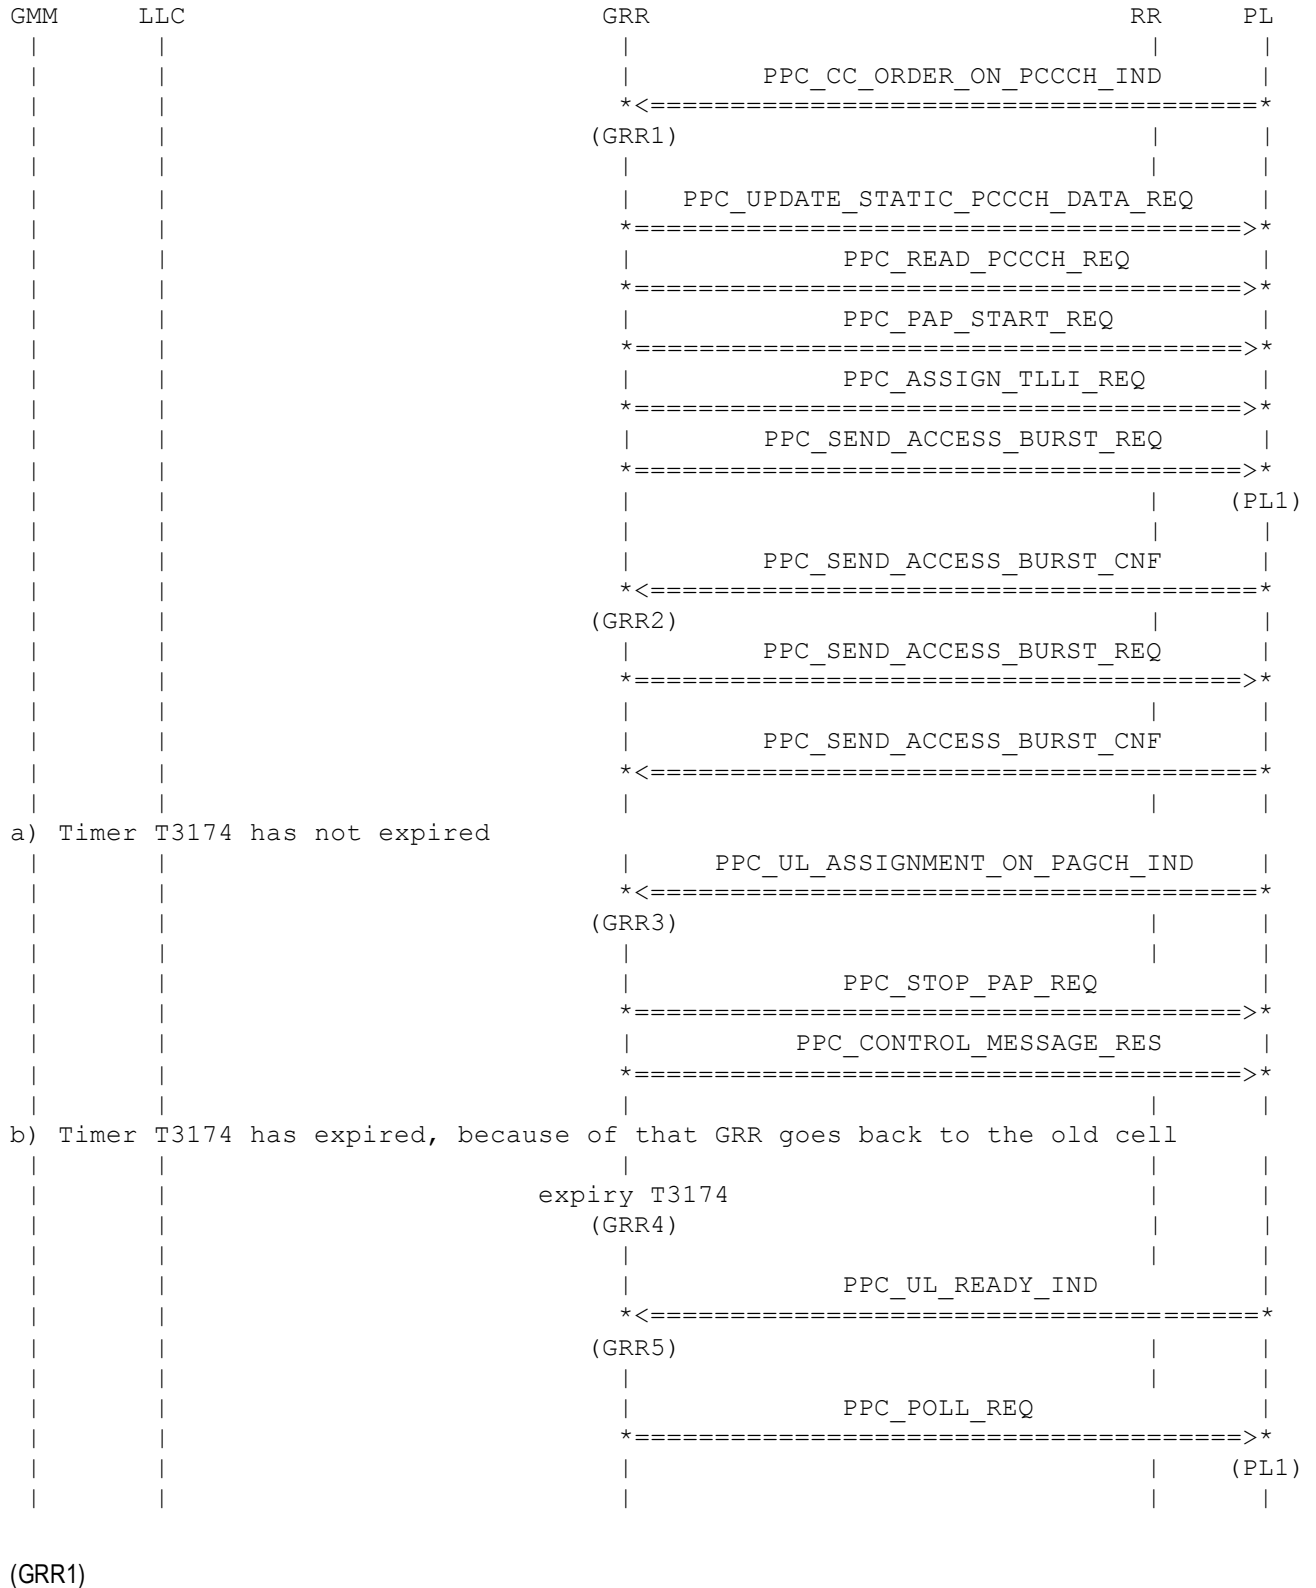 GMM LLC GRR RR PL
| | | | |
| | | PPC_CC_ORDER_ON_PCCCH_IND |
| | *<======================================*
| | (GRR1) | |
| | | | |
| | | PPC_UPDATE_STATIC_PCCCH_DATA_REQ |
| | *======================================>*
| | | PPC_READ_PCCCH_REQ |
| | *======================================>*
| | | PPC_PAP_START_REQ |
| | *======================================>*
| | | PPC_ASSIGN_TLLI_REQ |
| | *======================================>*
| | | PPC_SEND_ACCESS_BURST_REQ |
| | *======================================>*
| | | | (PL1)
| | | | |
| | | PPC_SEND_ACCESS_BURST_CNF |
| | *<======================================*
| | (GRR2) | |
| | | PPC_SEND_ACCESS_BURST_REQ |
| | *======================================>*
| | | | |
| | | PPC_SEND_ACCESS_BURST_CNF |
| | *<======================================*
| | | | |
a) Timer T3174 has not expired
| | | PPC_UL_ASSIGNMENT_ON_PAGCH_IND |
| | *<======================================*
| | (GRR3) | |
| | | | |
| | | PPC_STOP_PAP_REQ |
| | *======================================>*
| | | PPC_CONTROL_MESSAGE_RES |
| | *======================================>*
| | | | |
b) Timer T3174 has expired, because of that GRR goes back to the old cell
| | | | |
| | expiry T3174 | |
| | (GRR4) | |
| | | | |
| | | PPC_UL_READY_IND |
| | *<======================================*
| | (GRR5) | |
| | | | |
| | | PPC_POLL_REQ |
| | *======================================>*
| | | | (PL1)
| | | | |
(GRR1)